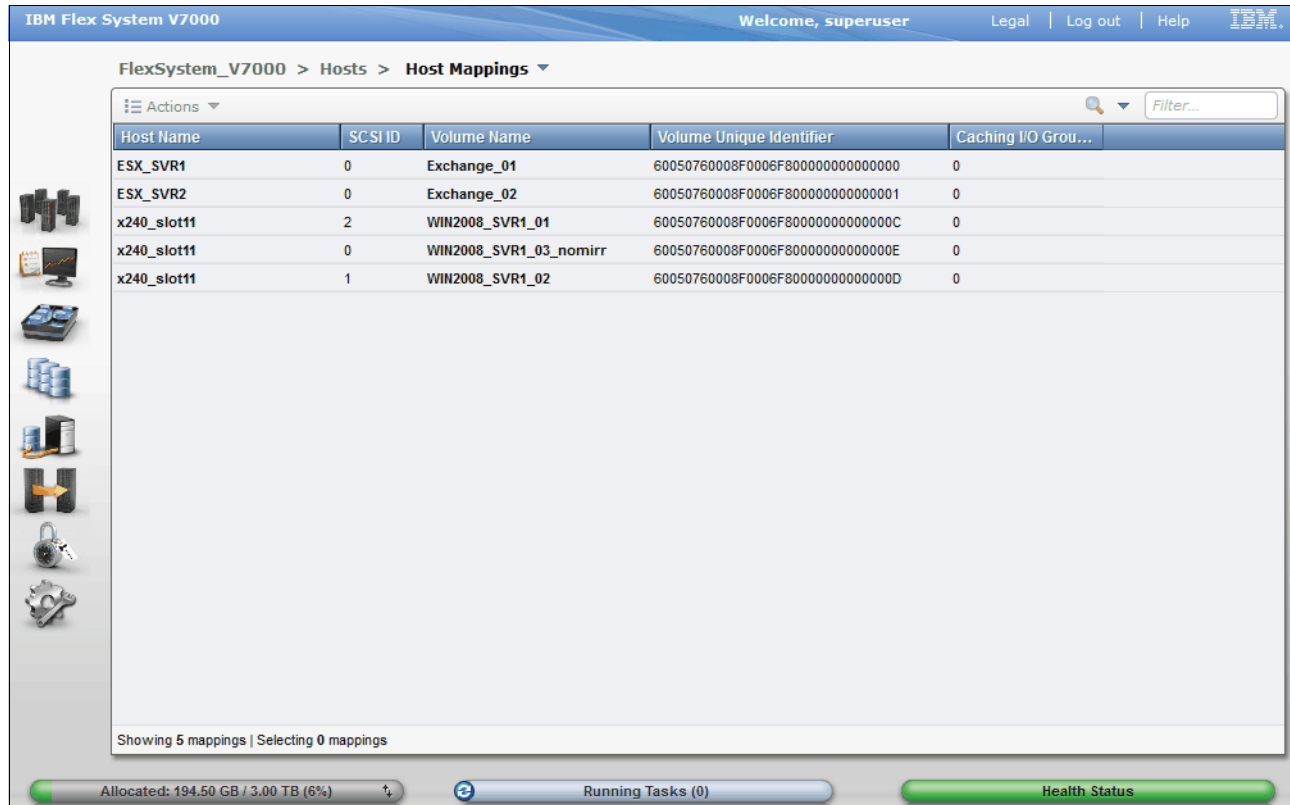 IBM Flex System V7000 Welcome, superuser Legal | Log out | Help IBM.
FlexSystem_V7000 > Hosts > Host Mappings
Actions Filter...
Host Name SCSI ID Volume Name Volume Unique Identifier Caching I/O Grou...
ESX_SVR1 0 Exchange_01 60050760008F0006F800000000000000 0
ESX_SVR2 0 Exchange_02 60050760008F0006F800000000000001 0
x240_slot11 2 WIN2008_SVR1_01 60050760008F0006F80000000000000C 0
x240_slot11 0 WIN2008_SVR1_03_nomirr 60050760008F0006F80000000000000E 0
x240_slot11 1 WIN2008_SVR1_02 60050760008F0006F80000000000000D 0
Showing 5 mappings | Selecting 0 mappings
Allocated: 194.50 GB / 3.00 TB (6%) Running Tasks (0) Health Status